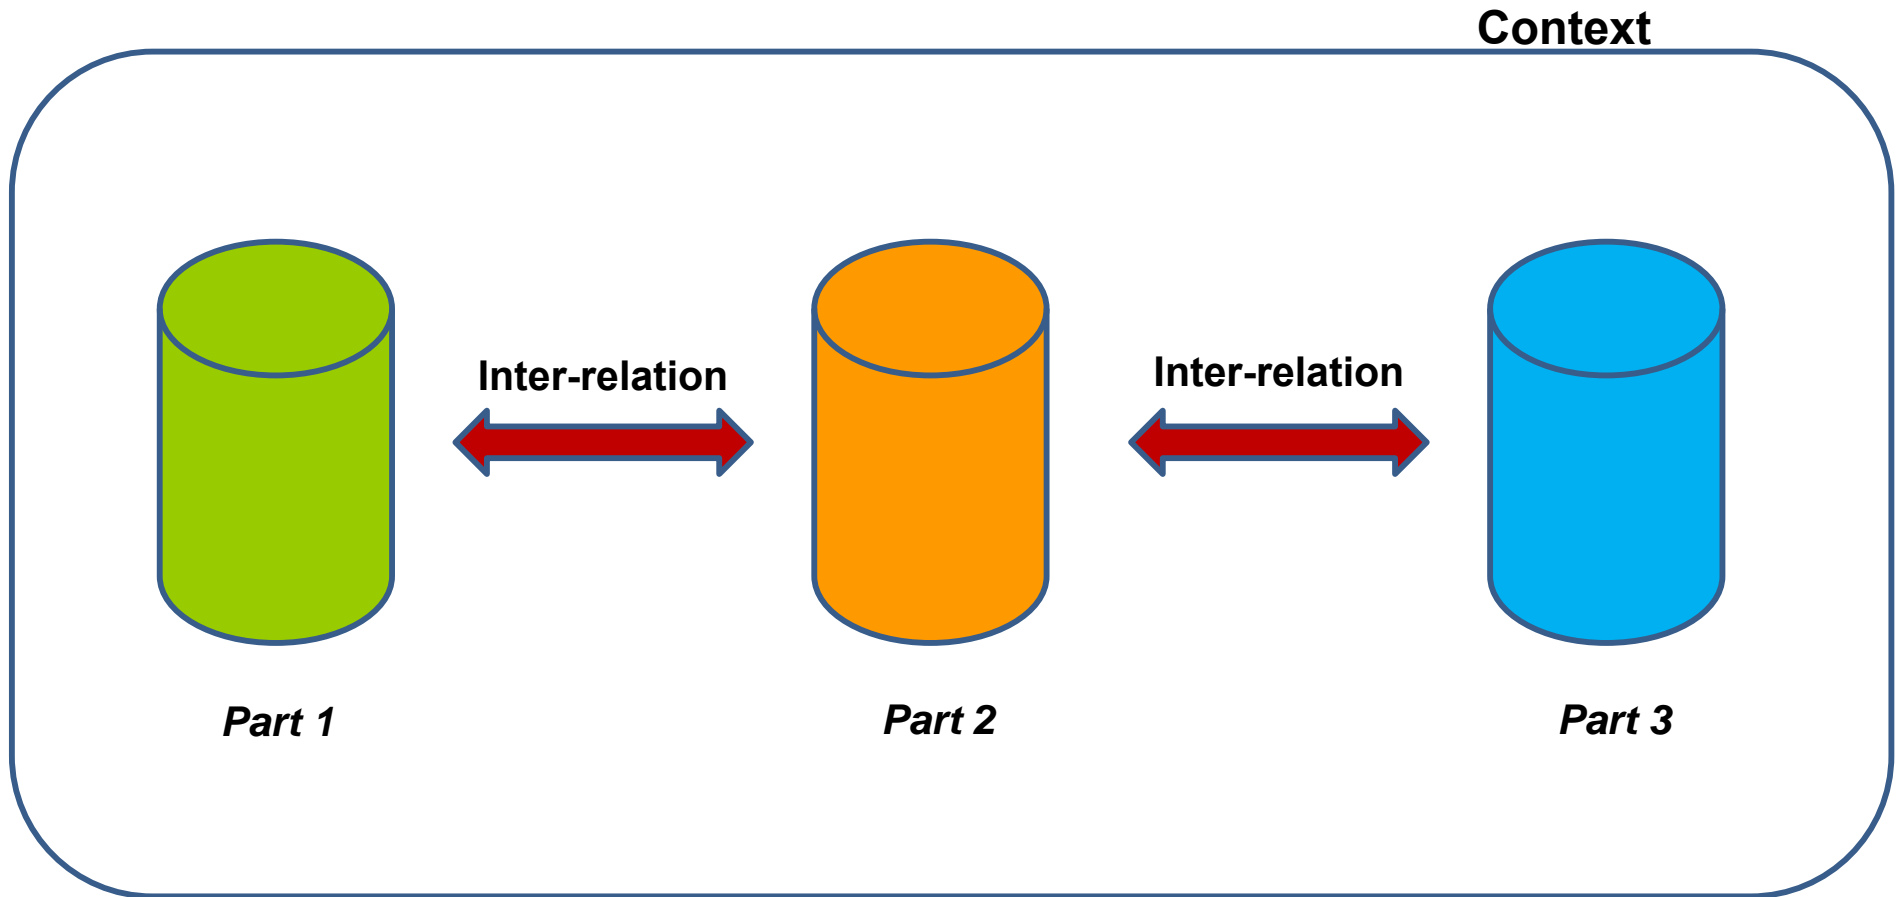 Context
Inter-relation
Inter-relation
Part 1
Part 2
Part 3